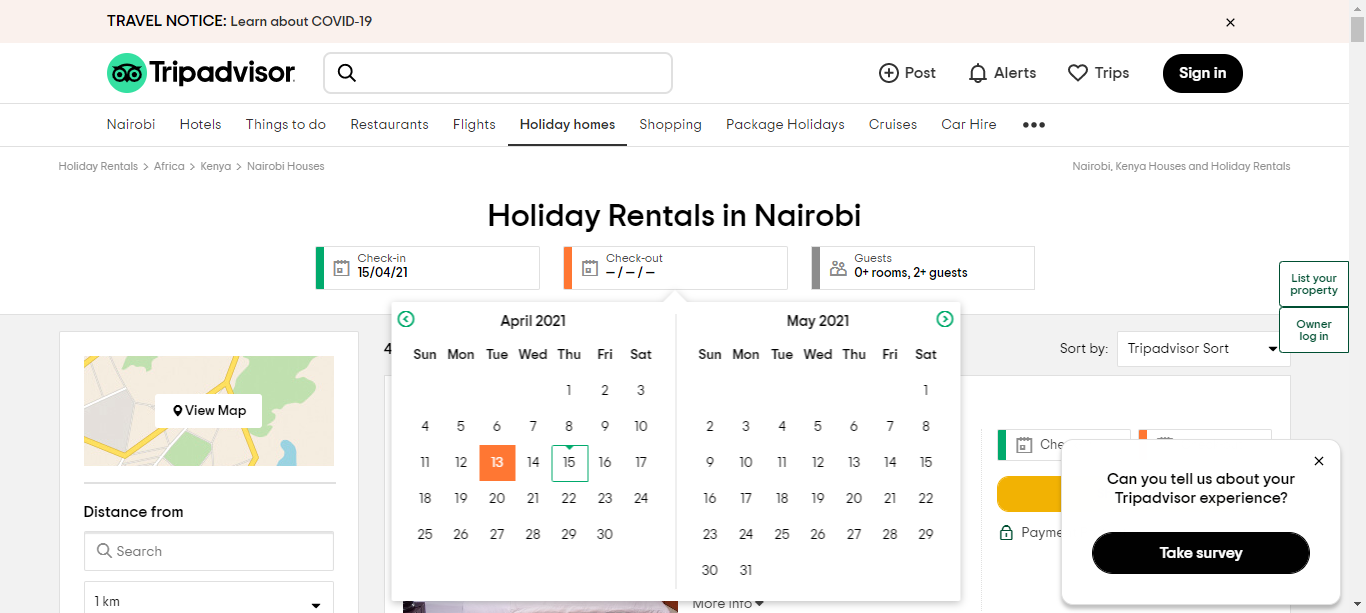 TRAVEL NOTICE: Learn about COVID-19
Tripadvisor
Post
Alerts
Trips
Sign in
Nairobi
Hotels
Things to do
Restaurants
Flights
Holiday homes
Shopping
Package Holidays
Cruises
Car Hire
Holiday Rentals > Africa > Kenya > Nairobi Houses
Nairobi, Kenya Houses and Holiday Rentals
Holiday Rentals in Nairobi
Check-in
15/04/21
Check-out
– / – / –
Guests
0+ rooms, 2+ guests
List your
property
Owner
log in
April 2021
Sun Mon Tue Wed Thu Fri Sat
1 2 3
4 5 6 7 8 9 10
11 12 13 14 15 16 17
18 19 20 21 22 23 24
25 26 27 28 29 30
May 2021
Sun Mon Tue Wed Thu Fri Sat
1
2 3 4 5 6 7 8
9 10 11 12 13 14 15
16 17 18 19 20 21 22
23 24 25 26 27 28 29
30 31
4
Sort by:
Tripadvisor Sort
View Map
Distance from
Search
1 km
Che
Payme
More info
Can you tell us about your
Tripadvisor experience?
Take survey